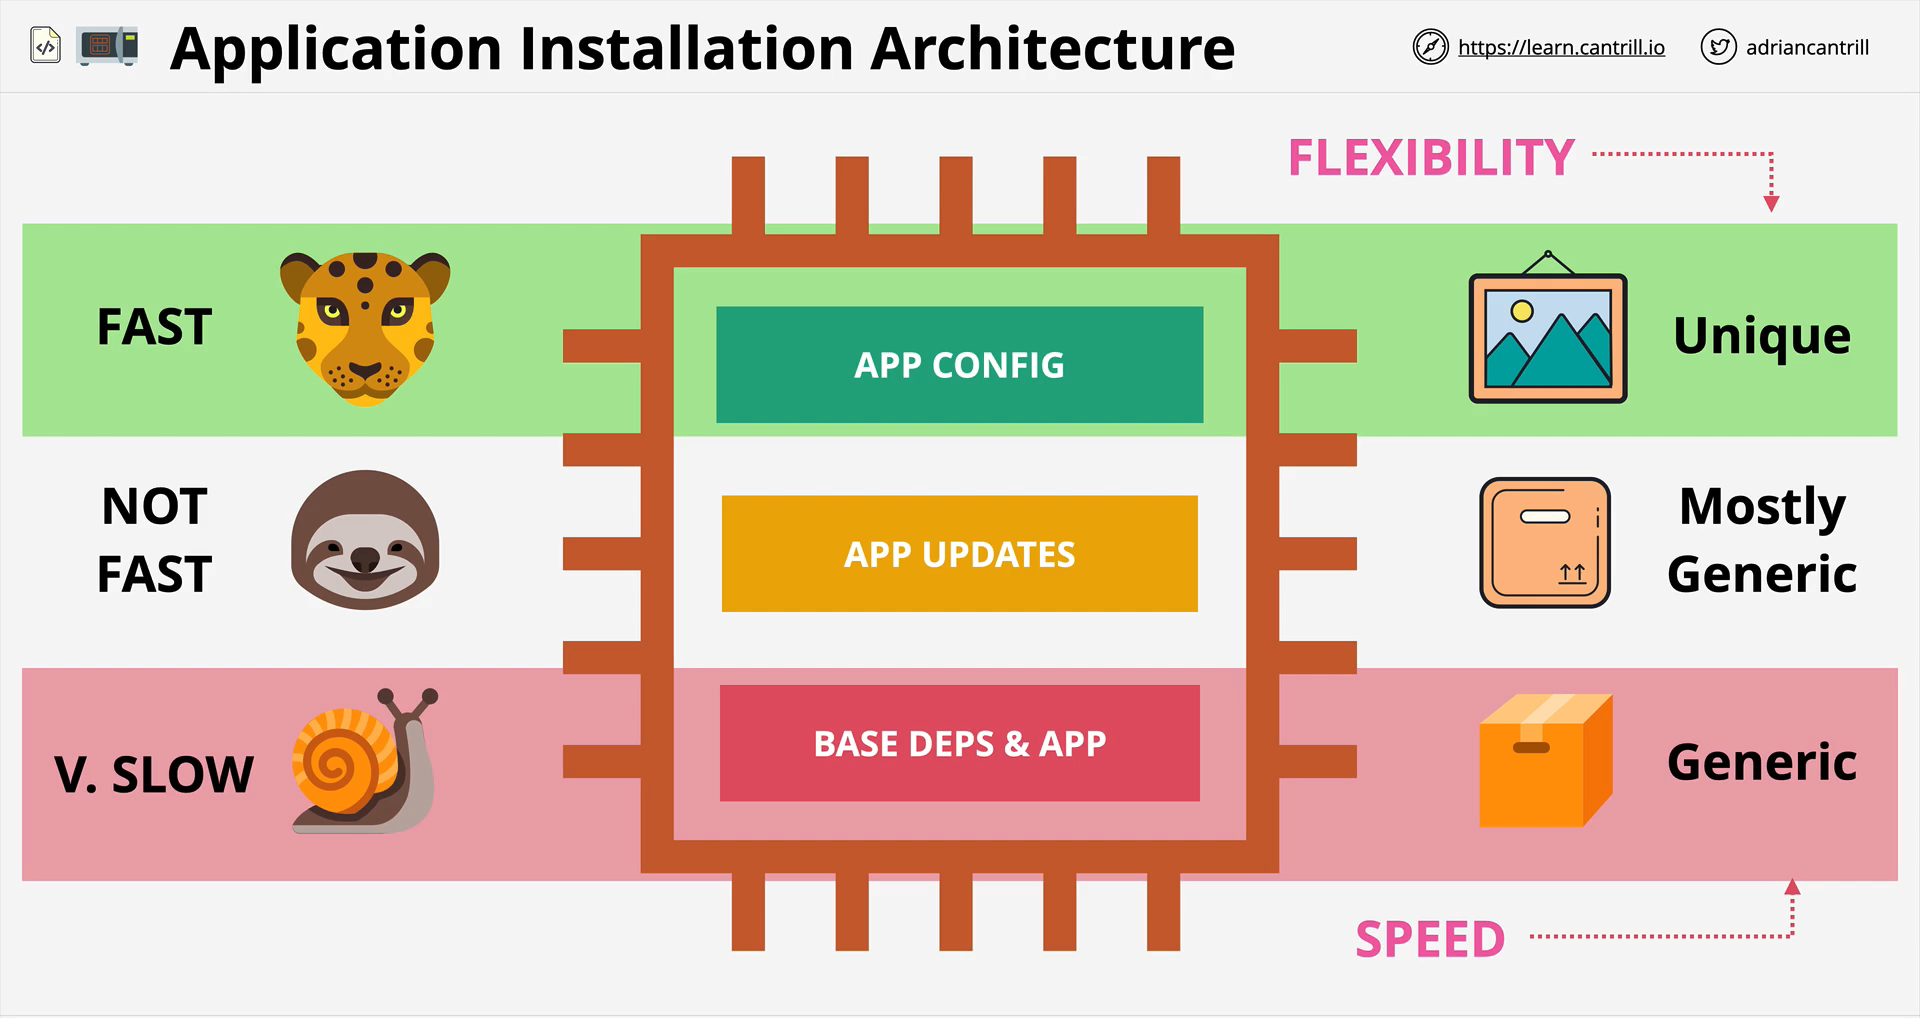 Application Installation Architecture
https://learn.cantrill.io
adriancantrill
FLEXIBILITY
FAST
APP CONFIG
Unique
NOT
FAST
APP UPDATES
Mostly
Generic
V. SLOW
BASE DEPS & APP
Generic
SPEED